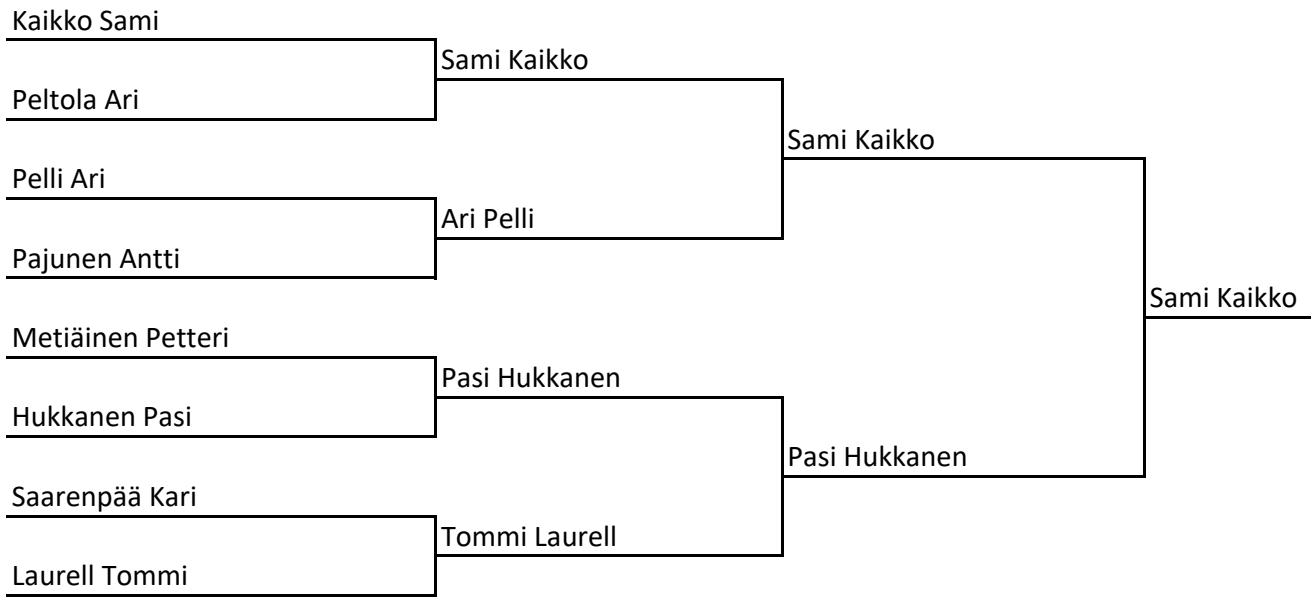 Kaikko Sami
Sami Kaikko
Peltola Ari
Sami Kaikko
Pelli Ari
Ari Pelli
Pajunen Antti
Sami Kaikko
Metiäinen Petteri
Pasi Hukkanen
Hukkanen Pasi
Pasi Hukkanen
Saarenpää Kari
Tommi Laurell
Laurell Tommi